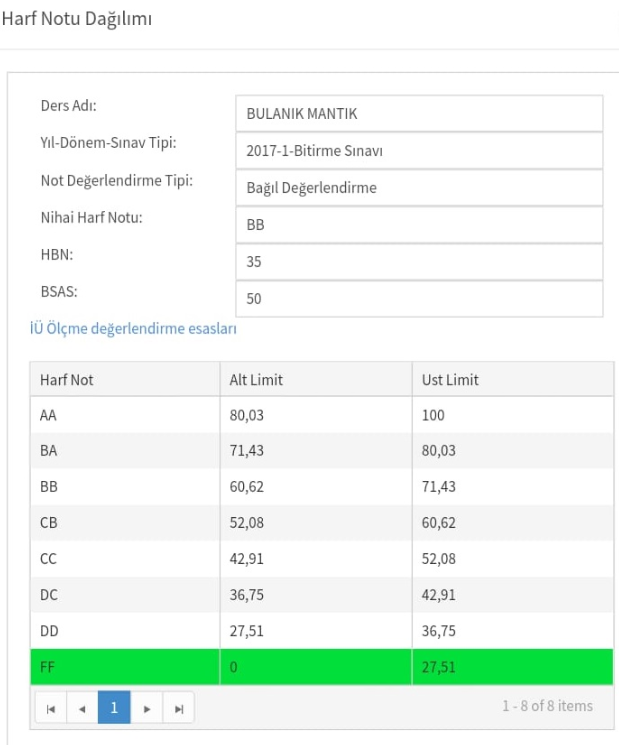 Harf Notu Dağılımı
Ders Adı: BULANIK MANTIK
Yıl-Dönem-Sınav Tipi: 2017-1-Bitirme Sınavı
Not Değerlendirme Tipi: Bağıl Değerlendirme
Nihai Harf Notu: BB
HBN: 35
BSAS: 50
İÜ Ölçme değerlendirme esasları
Harf Not Alt Limit Ust Limit
AA 80,03 100
BA 71,43 80,03
BB 60,62 71,43
CB 52,08 60,62
CC 42,91 52,08
DC 36,75 42,91
DD 27,51 36,75
FF 0 27,51
1 1 - 8 of 8 items